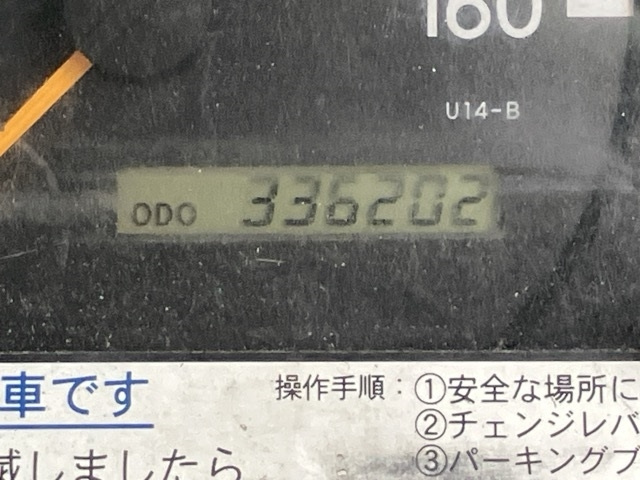 160
U14-B
ODO 336202
車です
操作手順：①安全な場所に
②チェンジレバ
滅しましたら
③パーキングブ